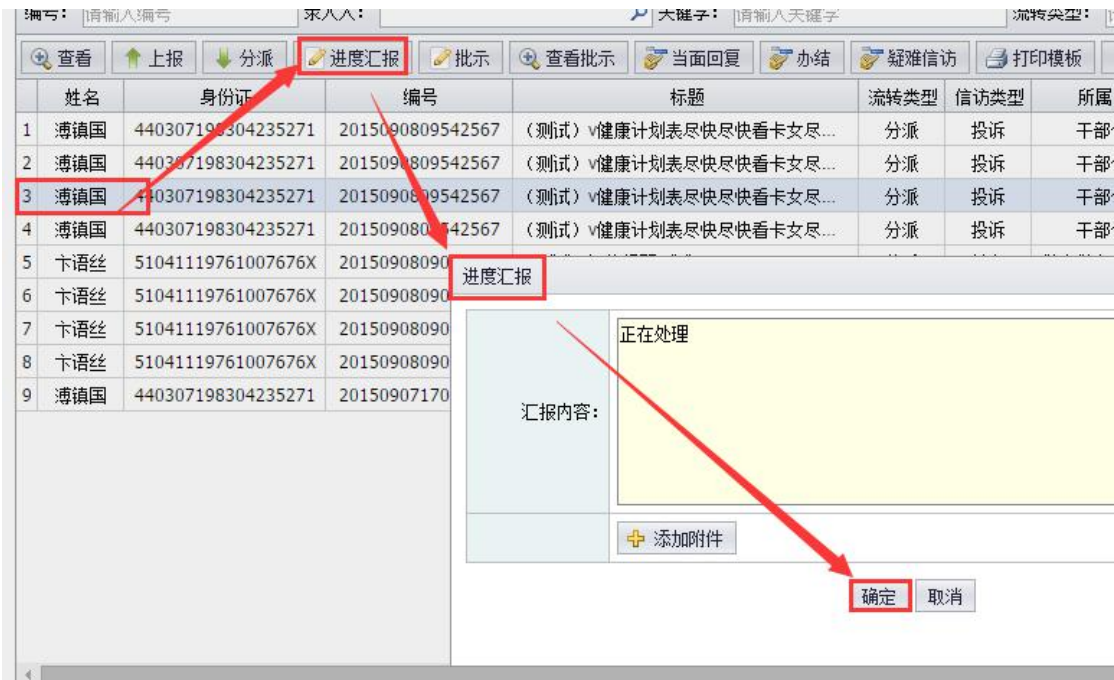 编号： 请输入编号 录入人： 关键字： 请输入关键字 流转类型：
查看 上报 分派 进度汇报 批示 查看批示 当面回复 办结 疑难信访 打印模板
姓名 身份证 编号 标题 流转类型 信访类型 所属
1 溥镇国 440307198304235271 2015090809542567 （测试）v健康计划表尽快尽快看卡女尽... 分派 投诉 干部
2 溥镇国 440307198304235271 2015090809542567 （测试）v健康计划表尽快尽快看卡女尽... 分派 投诉 干部
3 溥镇国 440307198304235271 2015090809542567 （测试）v健康计划表尽快尽快看卡女尽... 分派 投诉 干部
4 溥镇国 440307198304235271 2015090809542567 （测试）v健康计划表尽快尽快看卡女尽... 分派 投诉 干部
5 卞语丝 51041119761007676X 20150908090
6 卞语丝 51041119761007676X 20150908090
7 卞语丝 51041119761007676X 20150908090
8 卞语丝 51041119761007676X 20150908090
9 溥镇国 440307198304235271 20150907170
进度汇报
汇报内容：
正在处理
添加附件
确定 取消